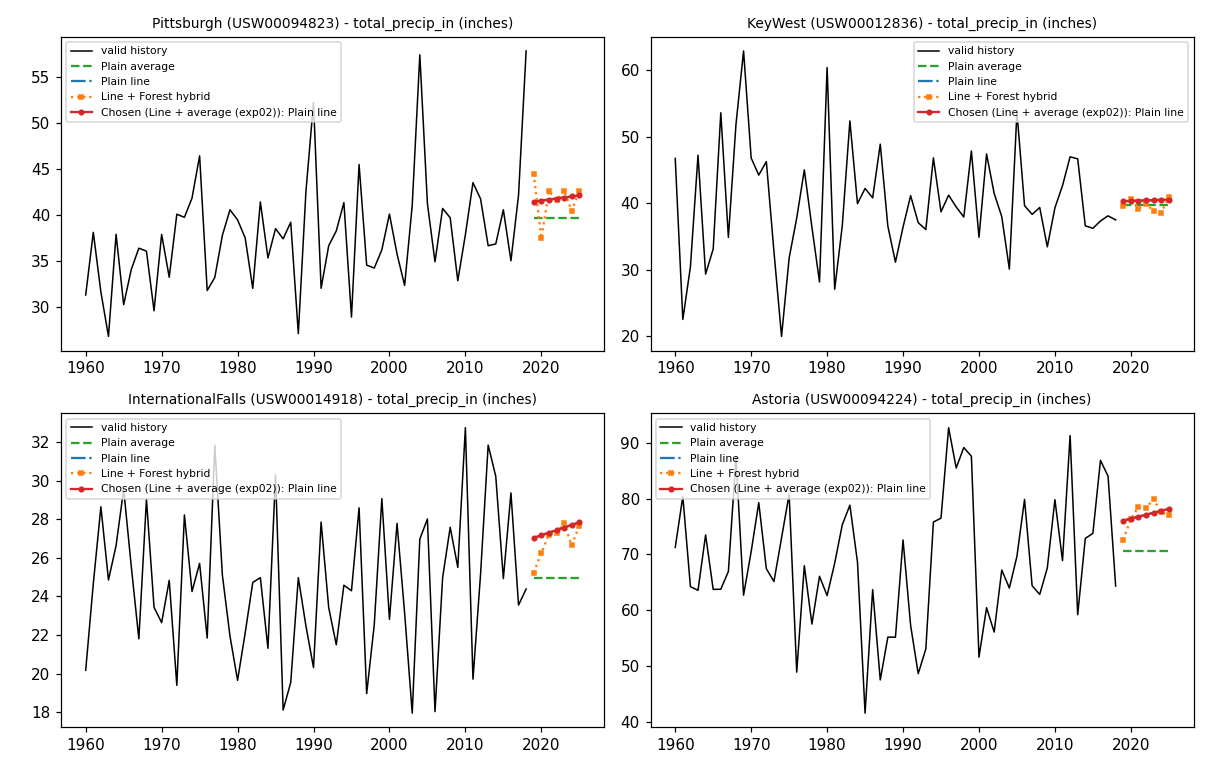 Pittsburgh (USW00094823) - total_precip_in (inches)
valid history
Plain average
Plain line
Line + Forest hybrid
Chosen (Line + average (exp02)): Plain line
55
50
45
40
35
30
1960 1970 1980 1990 2000 2010 2020
KeyWest (USW00012836) - total_precip_in (inches)
valid history
Plain average
Plain line
Line + Forest hybrid
Chosen (Line + average (exp02)): Plain line
60
50
40
30
20
1960 1970 1980 1990 2000 2010 2020
InternationalFalls (USW00014918) - total_precip_in (inches)
valid history
Plain average
Plain line
Line + Forest hybrid
Chosen (Line + average (exp02)): Plain line
32
30
28
26
24
22
20
18
1960 1970 1980 1990 2000 2010 2020
Astoria (USW00094224) - total_precip_in (inches)
valid history
Plain average
Plain line
Line + Forest hybrid
Chosen (Line + average (exp02)): Plain line
90
80
70
60
50
40
1960 1970 1980 1990 2000 2010 2020